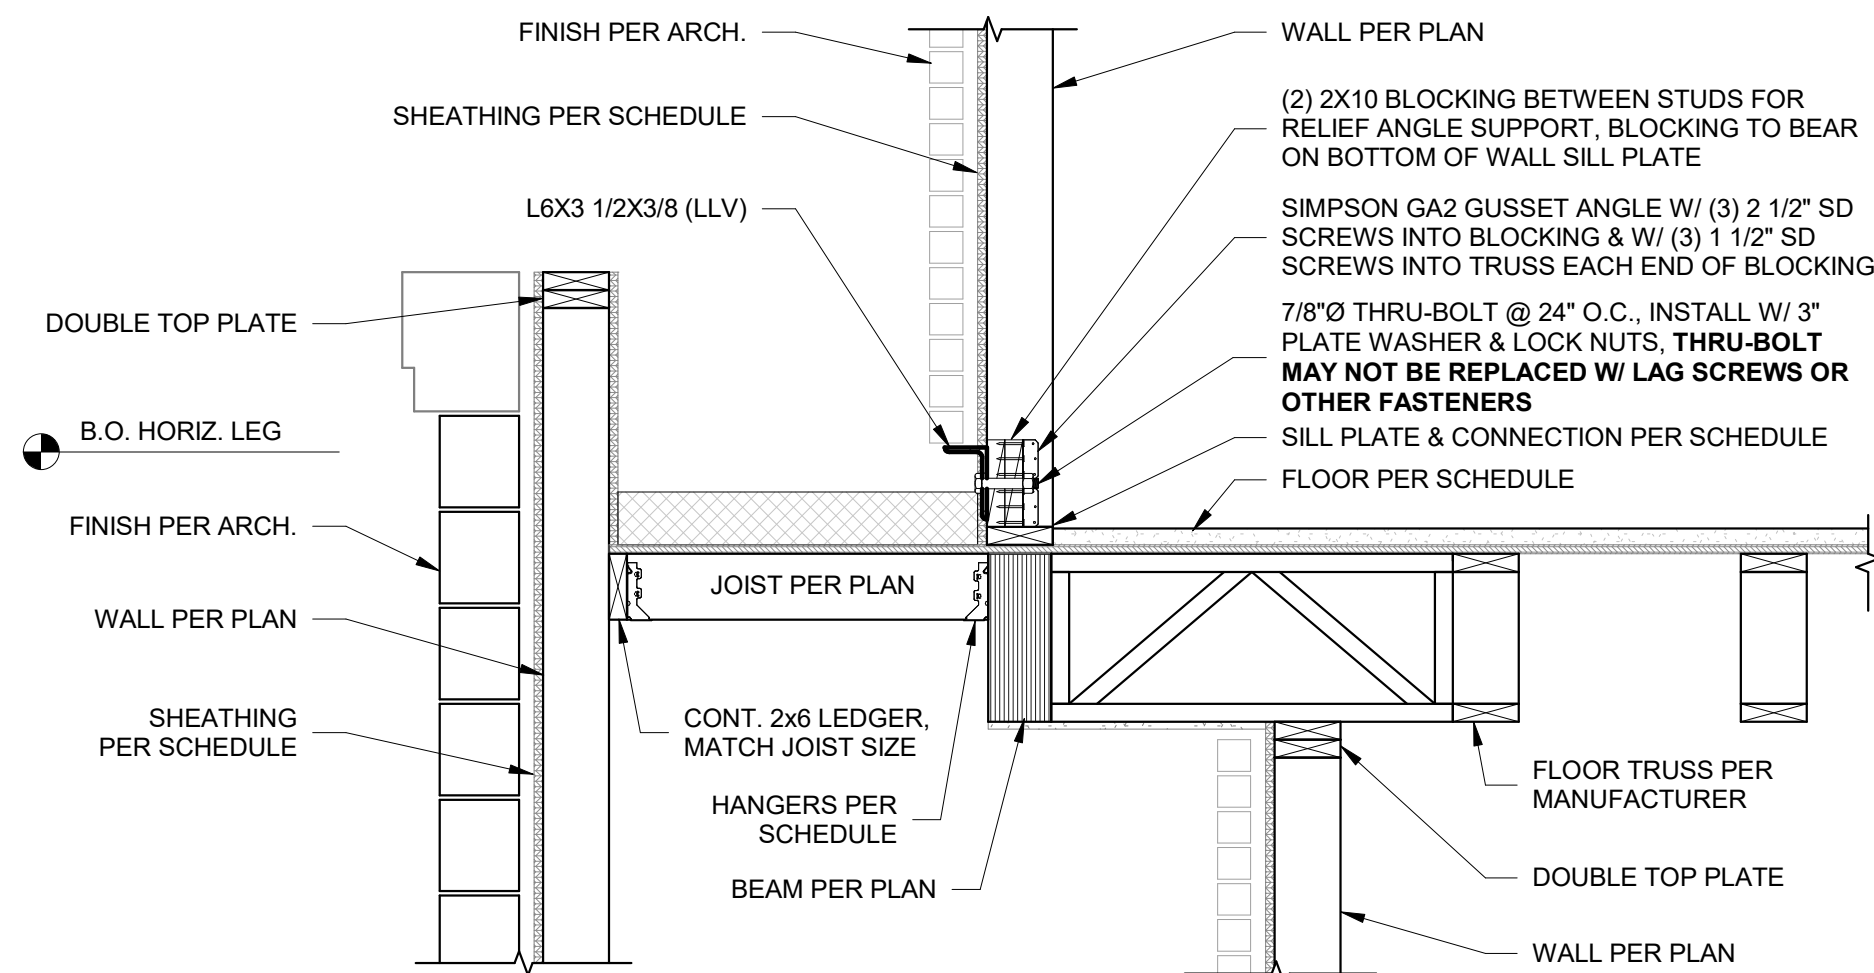 FINISH PER ARCH.
SHEATHING PER SCHEDULE
L6X3 1/2X3/8 (LLV)
DOUBLE TOP PLATE
B.O. HORIZ. LEG
FINISH PER ARCH.
WALL PER PLAN
SHEATHING
PER SCHEDULE
JOIST PER PLAN
CONT. 2x6 LEDGER,
MATCH JOIST SIZE
HANGERS PER
SCHEDULE
BEAM PER PLAN
WALL PER PLAN
(2) 2X10 BLOCKING BETWEEN STUDS FOR
RELIEF ANGLE SUPPORT, BLOCKING TO BEAR
ON BOTTOM OF WALL SILL PLATE
SIMPSON GA2 GUSSET ANGLE W/ (3) 2 1/2" SD
SCREWS INTO BLOCKING & W/ (3) 1 1/2" SD
SCREWS INTO TRUSS EACH END OF BLOCKING
7/8"Ø THRU-BOLT @ 24" O.C., INSTALL W/ 3"
PLATE WASHER & LOCK NUTS, THRU-BOLT
MAY NOT BE REPLACED W/ LAG SCREWS OR
OTHER FASTENERS
SILL PLATE & CONNECTION PER SCHEDULE
FLOOR PER SCHEDULE
FLOOR TRUSS PER
MANUFACTURER
DOUBLE TOP PLATE
WALL PER PLAN